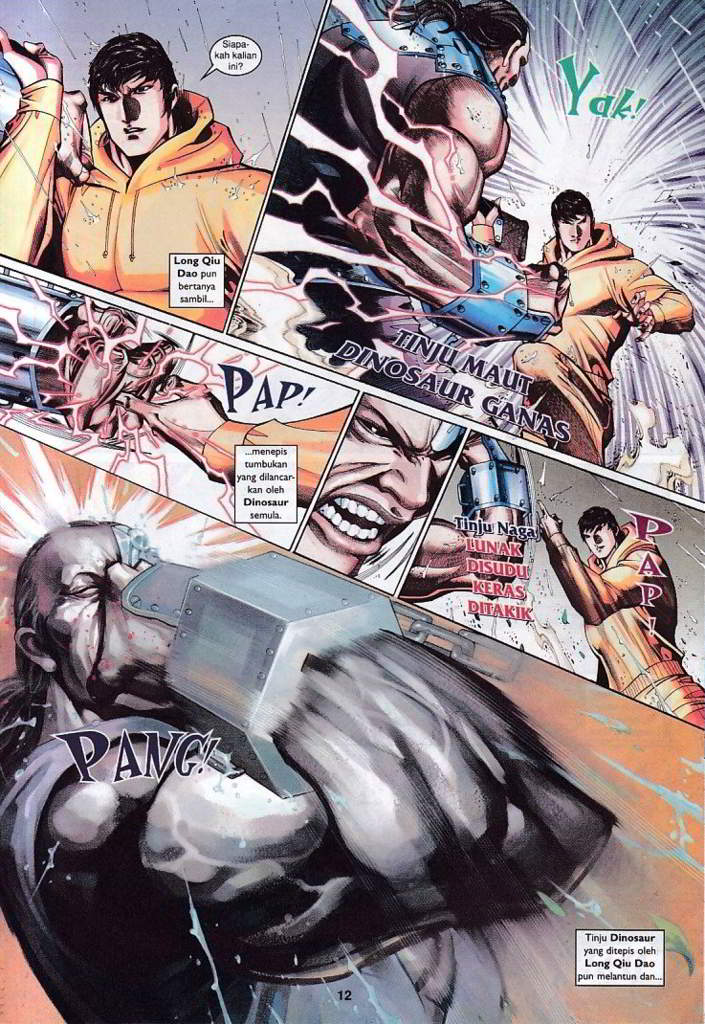 Siapa-
kah kalian
ini?
Long Qiu
Dao pun
bertanya
sambil...
Yak!
TINJU MAUT
DINOSAUR GANAS
PAP!
...menepis
tumbukan
yang dilancar-
kan oleh
Dinosaur
semula.
Tinju Naga
LUNAK
DISUDU
KERAS
DITAKIK
PAP!
PANG!
Tinju Dinosaur
yang ditepis oleh
Long Qiu Dao
pun melantun dan...
12